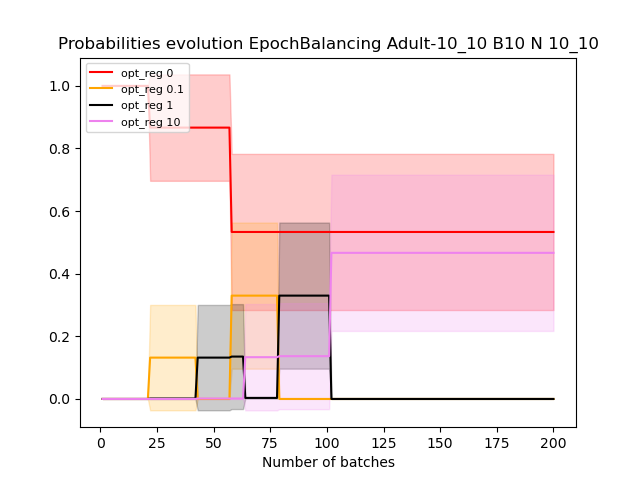 Probabilities evolution EpochBalancing Adult-10_10 B10 N 10_10
opt_reg 0
opt_reg 0.1
opt_reg 1
opt_reg 10
1.0
0.8
0.6
0.4
0.2
0.0
0 25 50 75 100 125 150 175 200
Number of batches